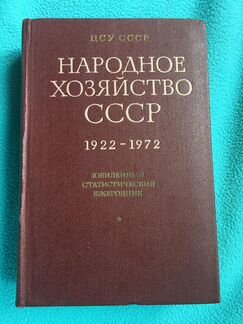 ЦСУ СССР
НАРОДНОЕ
ХОЗЯЙСТВО
СССР
1922-1972
ЮБИЛЕЙНЫЙ
СТАТИСТИЧЕСКИЙ
ЕЖЕГОДНИК